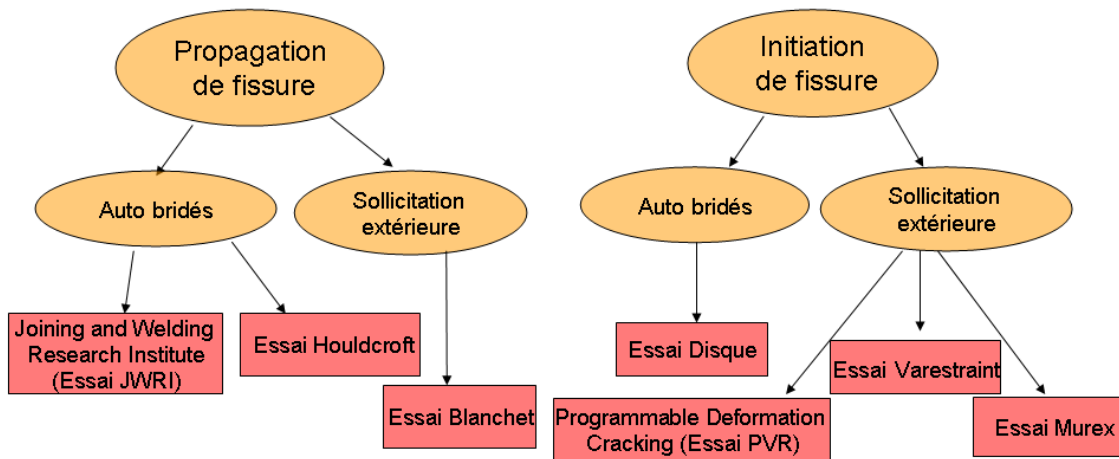 Propagation
de fissure
Initiation
de fissure
Auto bridés
Sollicitation
extérieure
Auto bridés
Sollicitation
extérieure
Joining and Welding
Research Institute
(Essai JWRI)
Essai Houldcroft
Essai Blanchet
Essai Disque
Programmable Deformation
Cracking (Essai PVR)
Essai Varestraint
Essai Murex